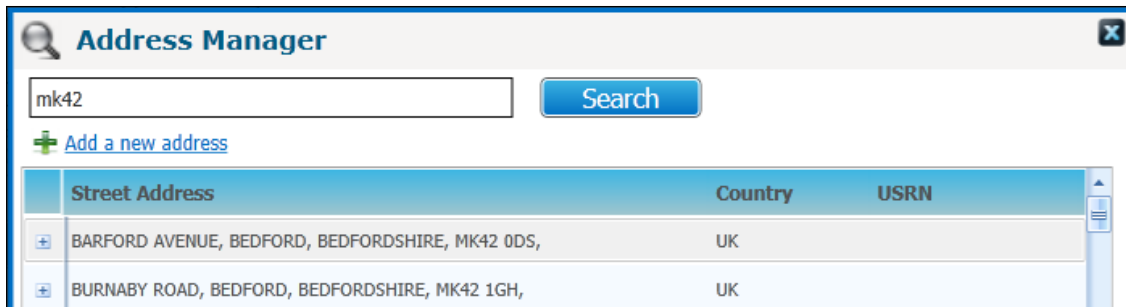 Address Manager
mk42 Search
Add a new address
Street Address Country USRN
BARFORD AVENUE, BEDFORD, BEDFORDSHIRE, MK42 0DS, UK
BURNABY ROAD, BEDFORD, BEDFORDSHIRE, MK42 1GH, UK